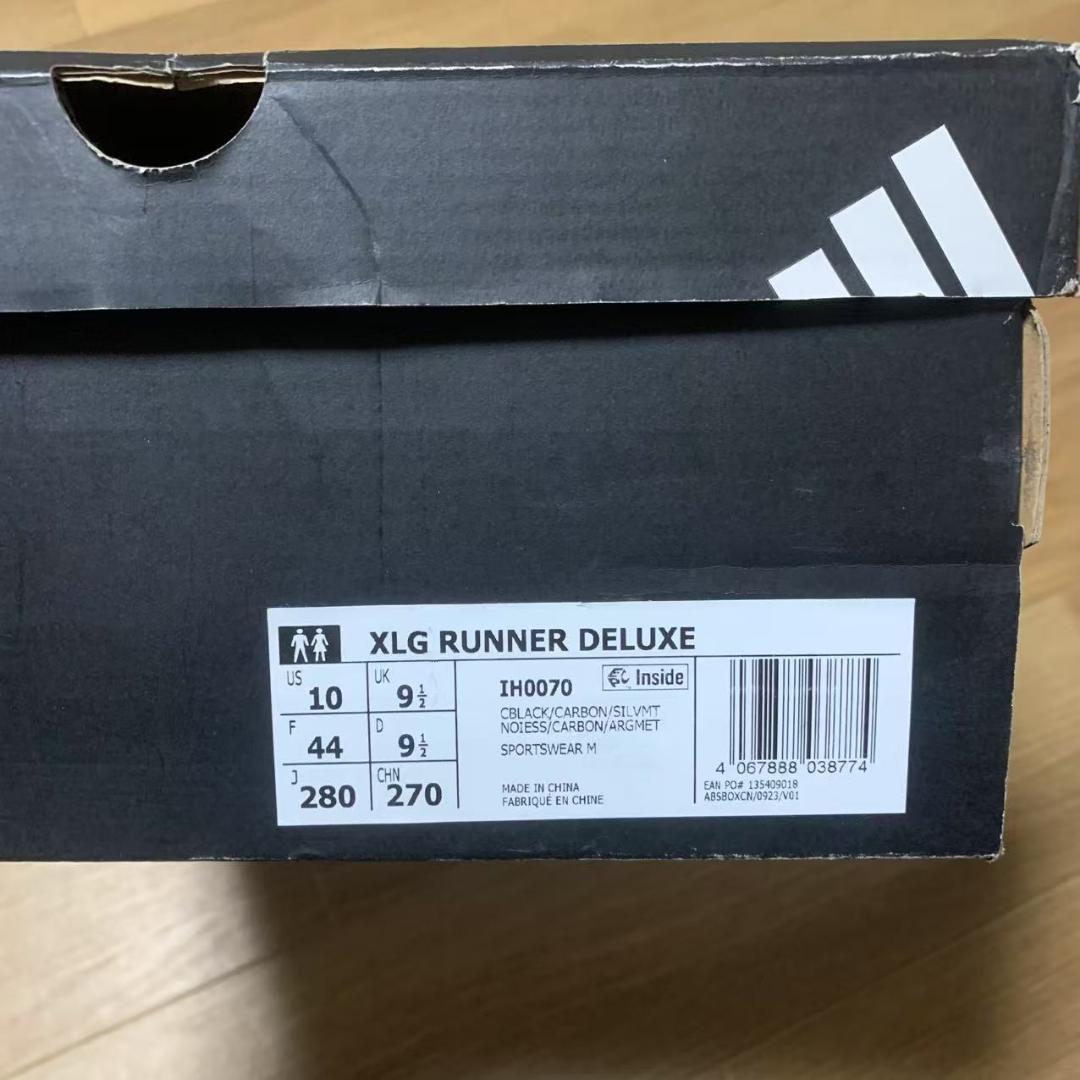 XLG RUNNER DELUXE
US 10
UK 9½
F 44
D 9½
J 280
CHN 270
IH0070
Inside
CBLACK/CARBON/SILVMT
NOIESS/CARBON/ARGMET
SPORTSWEAR M
MADE IN CHINA
FABRIQUÉ EN CHINE
4 067888 038774
EAN PO# 135409018
ABSBOXCN/0923/V01